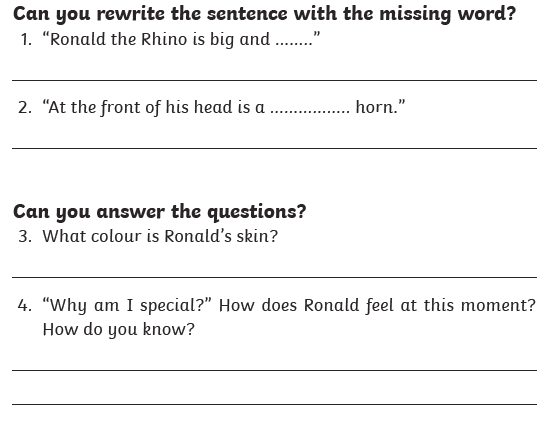 Can you rewrite the sentence with the missing word?
1. “Ronald the Rhino is big and ........”
2. “At the front of his head is a ................. horn.”
Can you answer the questions?
3. What colour is Ronald’s skin?
4. “Why am I special?” How does Ronald feel at this moment?
How do you know?